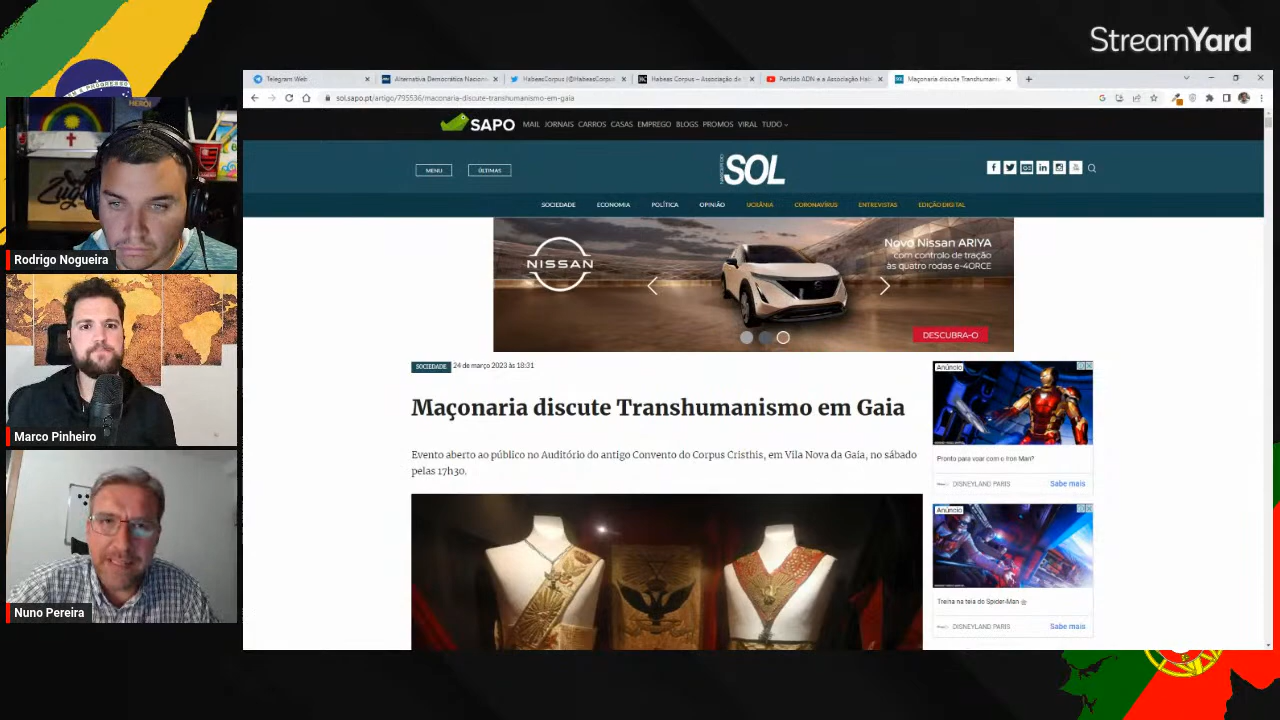 StreamYard
HERÓI
Rodrigo Nogueira
Marco Pinheiro
Nuno Pereira
Telegram Web
Alternativa Democrática Nacion
HabeasCorpus (@HabeasCorpus
Habeas Corpus – Associação de
Partido ADN e a Associação Hab
Maçonaria discute Transhumanis
sol.sapo.pt/artigo/795536/maconaria-discute-transhumanismo-em-gaia
SAPO MAIL JORNAIS CARROS CASAS EMPREGO BLOGS PROMOS VIRAL TUDO
MENU
ÚLTIMAS
SOL
SOCIEDADE ECONOMIA POLÍTICA OPINIÃO UCRÂNIA CORONAVÍRUS ENTREVISTAS EDIÇÃO DIGITAL
NISSAN
Novo Nissan ARIYA
com controlo de tração
às quatro rodas e-4ORCE
DESCUBRA-O
SOCIEDADE 24 de março 2023 às 18:31
Maçonaria discute Transhumanismo em Gaia
Evento aberto ao público no Auditório do antigo Convento do Corpus Cristhis, em Vila Nova da Gaia, no sábado
pelas 17h30.
Anúncio
Pronto para voar com o Iron Man?
DISNEYLAND PARIS Sabe mais
Anúncio
Treina na teia do Spider-Man
DISNEYLAND PARIS Sabe mais